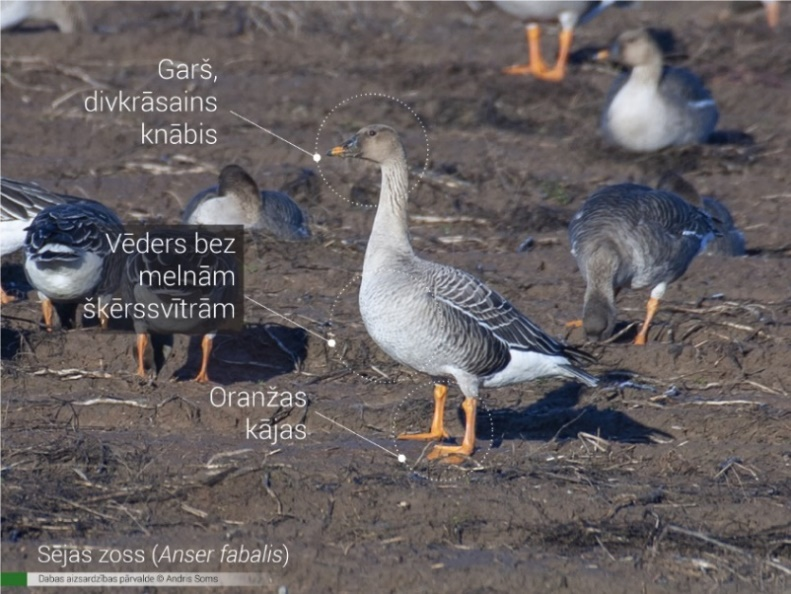 Garš,
divkrāsains
knābis
Vēders bez
melnām
šķērssvītrām
Oranžas
kājas
Sējas zoss (Anser fabalis)
Dabas aizsardzības pārvalde © Andris Soms